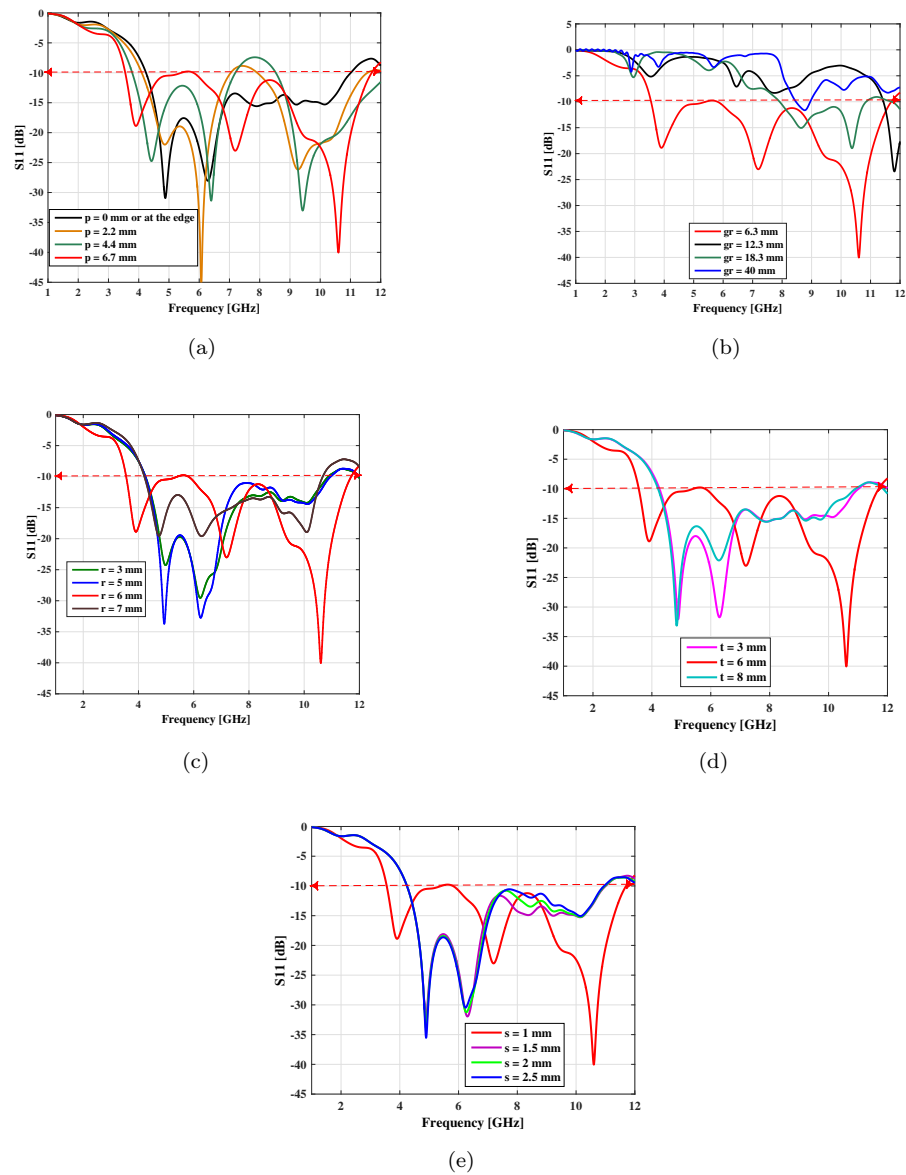 0
-5
-10
-15
-20
-25
-30
-35
-40
-45
S11 [dB]
p = 0 mm or at the edge
p = 2.2 mm
p = 4.4 mm
p = 6.7 mm
1 2 3 4 5 6 7 8 9 10 11 12
Frequency [GHz]
(a)
5
0
-5
-10
-15
-20
-25
-30
-35
-40
-45
S11 [dB]
gr = 6.3 mm
gr = 12.3 mm
gr = 18.3 mm
gr = 40 mm
1 2 3 4 5 6 7 8 9 10 11 12
Frequency [GHz]
(b)
0
-5
-10
-15
-20
-25
-30
-35
-40
-45
S11 [dB]
r = 3 mm
r = 5 mm
r = 6 mm
r = 7 mm
2 4 6 8 10 12
Frequency [GHz]
(c)
0
-5
-10
-15
-20
-25
-30
-35
-40
-45
S11 [dB]
t = 3 mm
t = 6 mm
t = 8 mm
2 4 6 8 10 12
Frequency [GHz]
(d)
0
-5
-10
-15
-20
-25
-30
-35
-40
-45
S11 [dB]
s = 1 mm
s = 1.5 mm
s = 2 mm
s = 2.5 mm
2 4 6 8 10 12
Frequency [GHz]
(e)